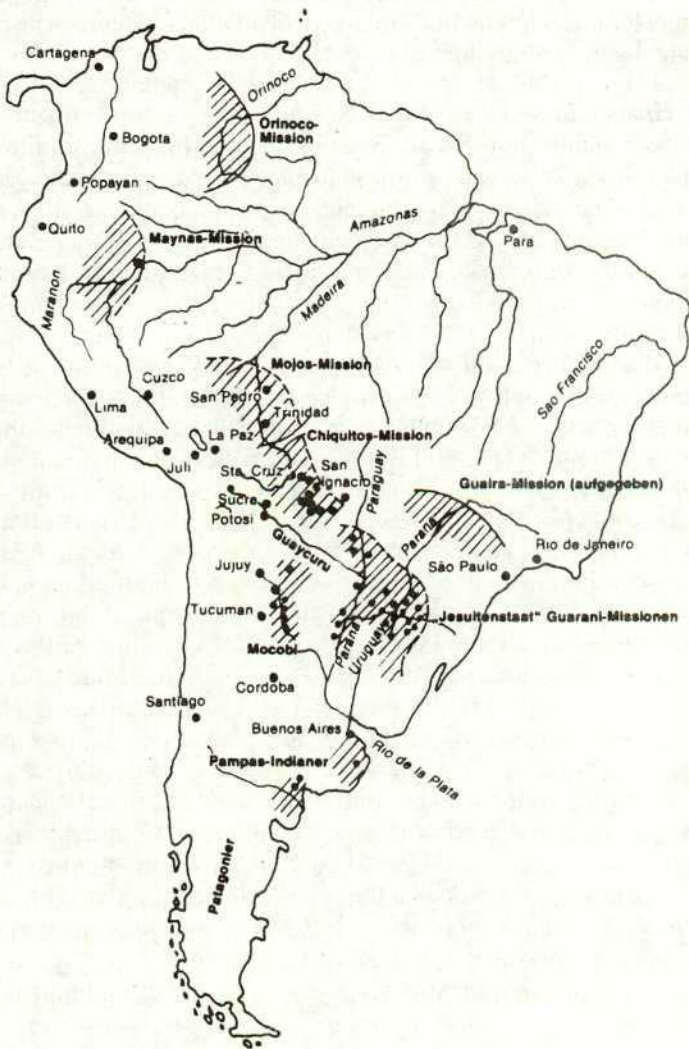 Cartagena
Orinoco
Bogota
Orinoco-
Mission
Popayan
Quito
Maynas-Mission
Amazonas
Para
Maranon
Madeira
Sao Francisco
Mojos-Mission
Cuzco
San Pedro
Lima
Trinidad
Arequipa
La Paz
Chiquitos-Mission
Juli
Sta. Cruz
San
Ignacio
Paraguay
Guaira-Mission (aufgegeben)
Sucre
Potosi
Guaycuru
Parana
Rio de Janeiro
Jujuy
São Paulo
Tucuman
Jesuitenstaat" Guarani-Missionen
Mocobi
Parana
Uruguay
Cordoba
Santiago
Buenos Aires
Rio de la Plata
Pampas-Indianer
Patagonier